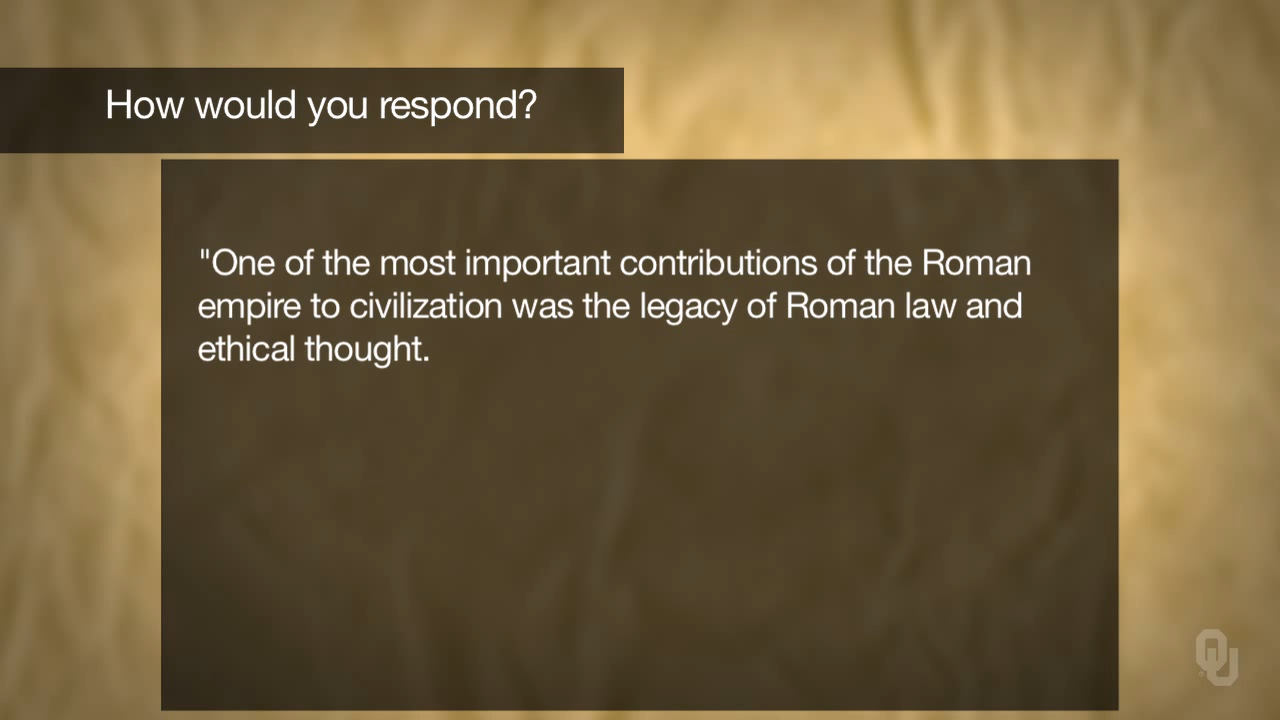 How would you respond?
"One of the most important contributions of the Roman
empire to civilization was the legacy of Roman law and
ethical thought.
OU